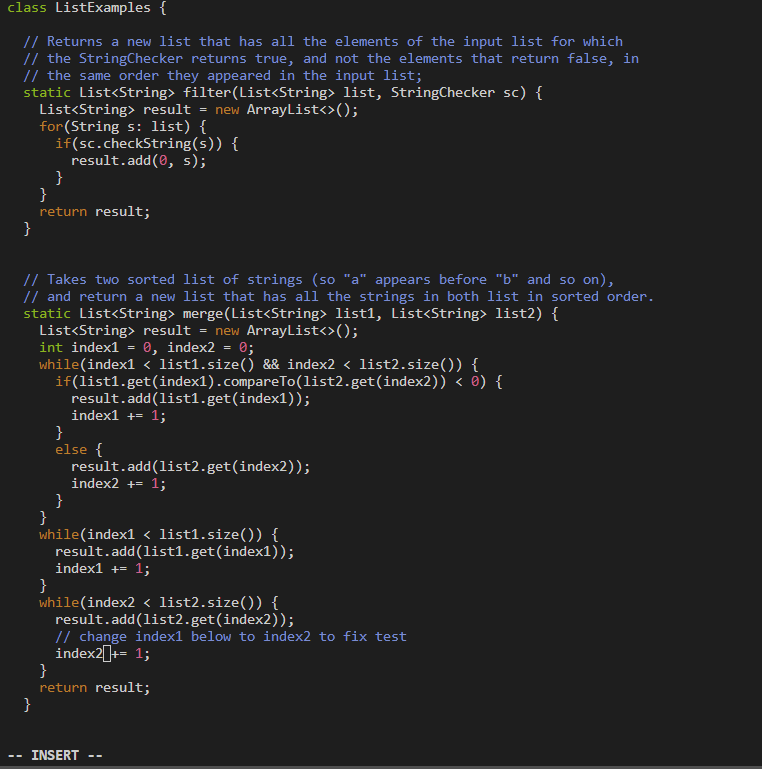 class ListExamples {
  // Returns a new list that has all the elements of the input list for which
  // the StringChecker returns true, and not the elements that return false, in
  // the same order they appeared in the input list;
  static List<String> filter(List<String> list, StringChecker sc) {
    List<String> result = new ArrayList<>();
    for(String s: list) {
      if(sc.checkString(s)) {
        result.add(0, s);
      }
    }
    return result;
  }
  // Takes two sorted list of strings (so "a" appears before "b" and so on),
  // and return a new list that has all the strings in both list in sorted order.
  static List<String> merge(List<String> list1, List<String> list2) {
    List<String> result = new ArrayList<>();
    int index1 = 0, index2 = 0;
    while(index1 < list1.size() && index2 < list2.size()) {
      if(list1.get(index1).compareTo(list2.get(index2)) < 0) {
        result.add(list1.get(index1));
        index1 += 1;
      }
      else {
        result.add(list2.get(index2));
        index2 += 1;
      }
    }
    while(index1 < list1.size()) {
      result.add(list1.get(index1));
      index1 += 1;
    }
    while(index2 < list2.size()) {
      result.add(list2.get(index2));
      // change index1 below to index2 to fix test
      index2 += 1;
    }
    return result;
  }
-- INSERT --